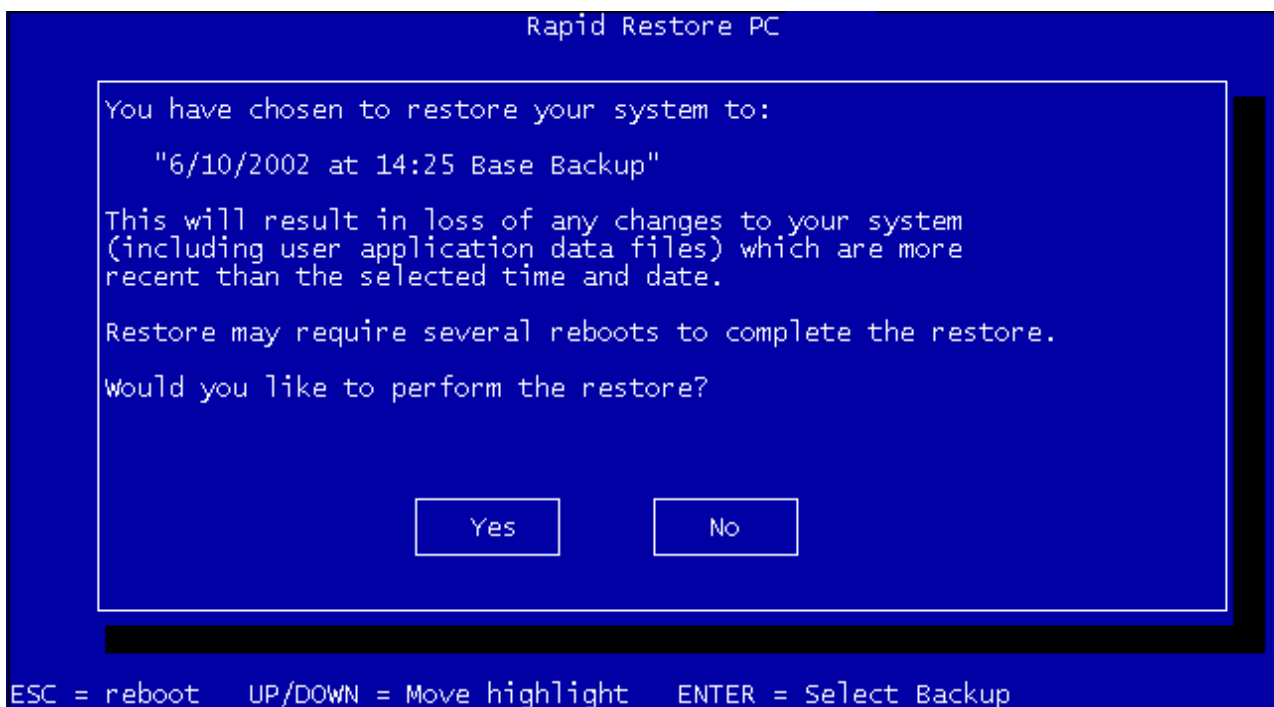 Rapid Restore PC
You have chosen to restore your system to:
"6/10/2002 at 14:25 Base Backup"
This will result in loss of any changes to your system
(including user application data files) which are more
recent than the selected time and date.
Restore may require several reboots to complete the restore.
Would you like to perform the restore?
Yes No
ESC = reboot UP/DOWN = Move highlight ENTER = Select Backup